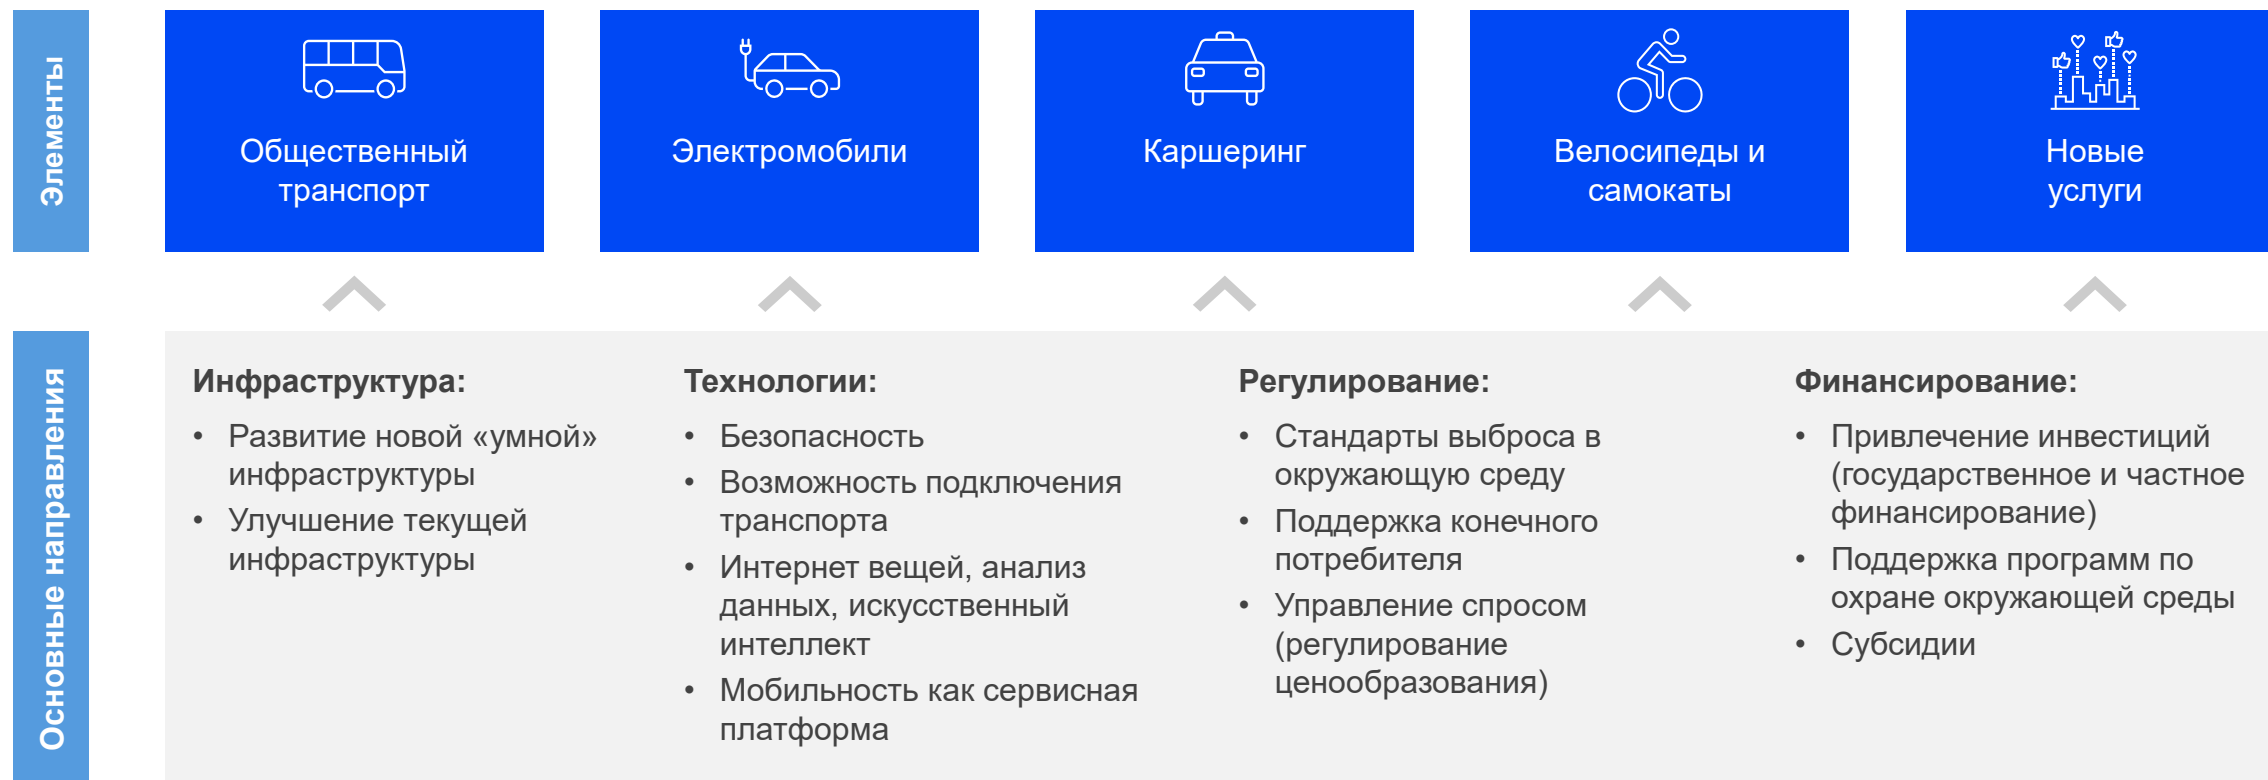 Элементы
Общественный
транспорт
Электромобили
Каршеринг
Велосипеды и
самокаты
Новые
услуги
Основные направления
Инфраструктура:
• Развитие новой «умной»
инфраструктуры
• Улучшение текущей
инфраструктуры
Технологии:
• Безопасность
• Возможность подключения
транспорта
• Интернет вещей, анализ
данных, искусственный
интеллект
• Мобильность как сервисная
платформа
Регулирование:
• Стандарты выброса в
окружающую среду
• Поддержка конечного
потребителя
• Управление спросом
(регулирование
ценообразования)
Финансирование:
• Привлечение инвестиций
(государственное и частное
финансирование)
• Поддержка программ по
охране окружающей среды
• Субсидии